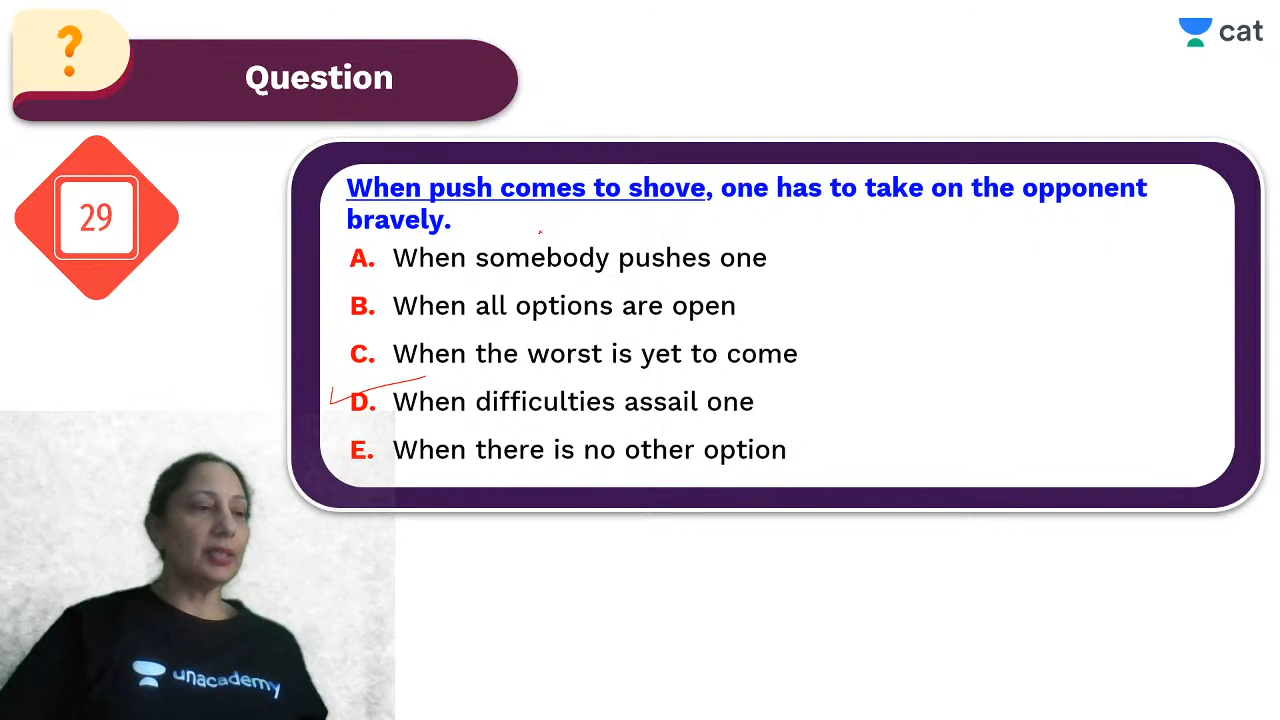 ?
Question
cat
29
When push comes to shove, one has to take on the opponent
bravely.
A. When somebody pushes one
B. When all options are open
C. When the worst is yet to come
D. When difficulties assail one
E. When there is no other option
unacademy